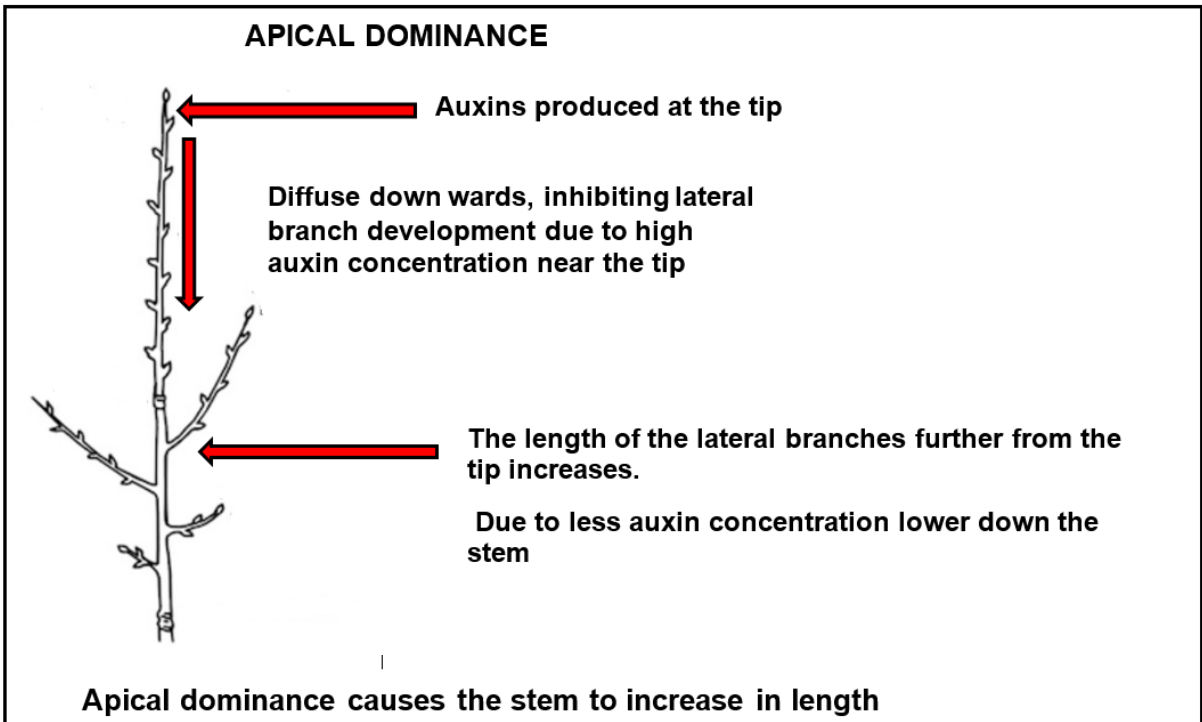 APICAL DOMINANCE
Auxins produced at the tip
Diffuse down wards, inhibiting lateral
branch development due to high
auxin concentration near the tip
The length of the lateral branches further from the
tip increases.
Due to less auxin concentration lower down the
stem
Apical dominance causes the stem to increase in length